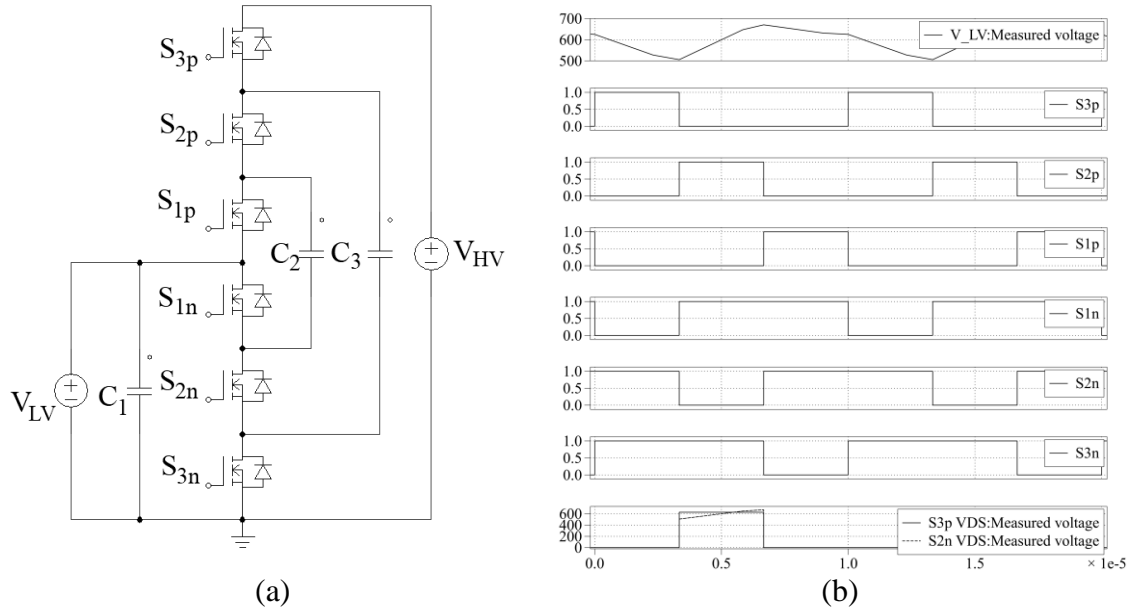 S3p
S2p
S1p
C2
C3
VHV
S1n
S2n
VLV
C1
S3n
(a)
700
600
500
V_LV:Measured voltage
1.0
0.5
0.0
S3p
1.0
0.5
0.0
S2p
1.0
0.5
0.0
S1p
1.0
0.5
0.0
S1n
1.0
0.5
0.0
S2n
1.0
0.5
0.0
S3n
600
400
200
0
S3p VDS:Measured voltage
S2n VDS:Measured voltage
0.0 0.5 1.0 1.5 × 1e-5
(b)